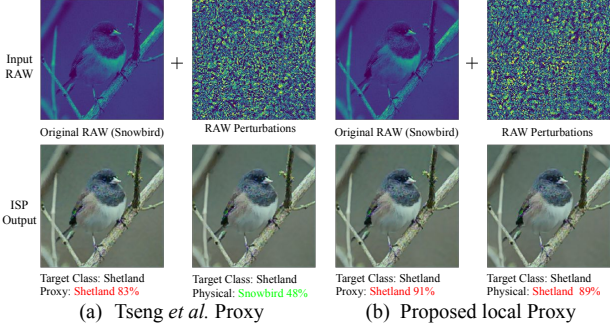 Input
RAW
+
+
Original RAW (Snowbird)
RAW Perturbations
Original RAW (Snowbird)
RAW Perturbations
ISP
Output
Target Class: Shetland
Proxy: Shetland 83%
Target Class: Shetland
Physical: Snowbird 48%
Target Class: Shetland
Proxy: Shetland 91%
Target Class: Shetland
Physical: Shetland 89%
(a) Tseng et al. Proxy
(b) Proposed local Proxy